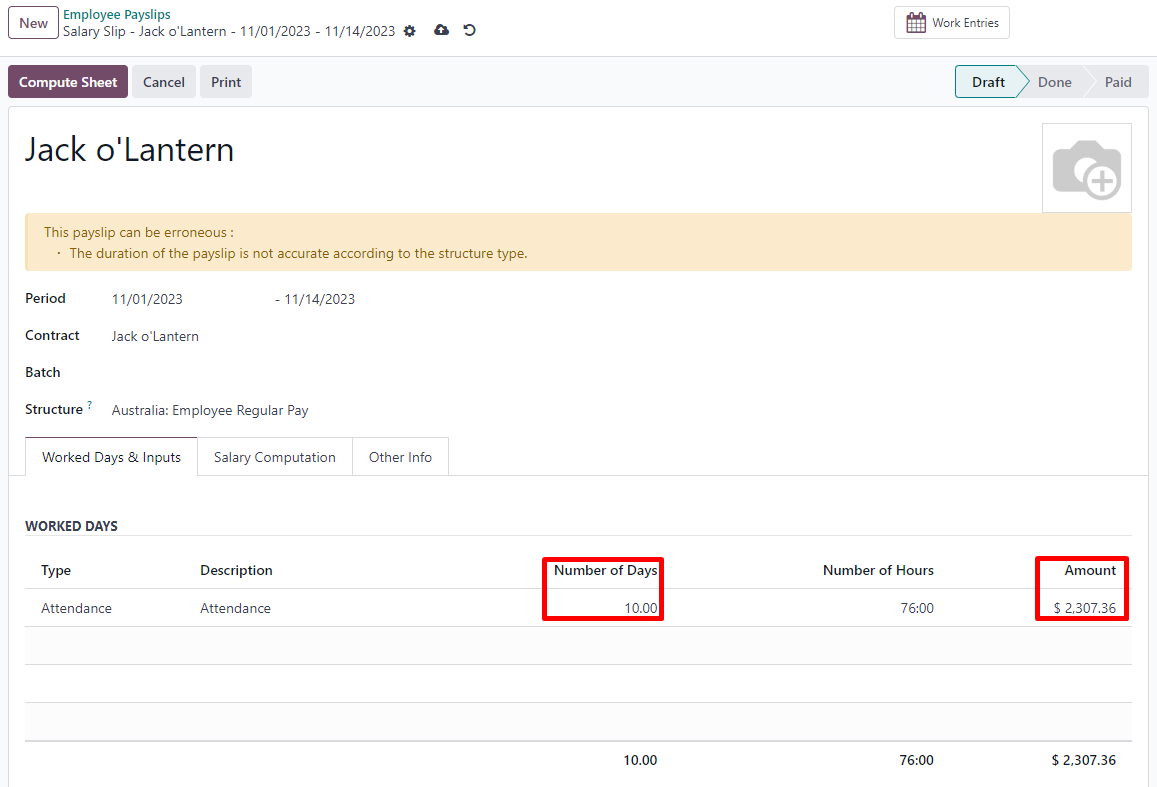 New
Employee Payslips
Salary Slip - Jack o'Lantern - 11/01/2023 - 11/14/2023
Work Entries
Compute Sheet Cancel Print
Draft Done Paid
Jack o'Lantern
This payslip can be erroneous :
· The duration of the payslip is not accurate according to the structure type.
Period 11/01/2023 - 11/14/2023
Contract Jack o'Lantern
Batch
Structure ? Australia: Employee Regular Pay
Worked Days & Inputs Salary Computation Other Info
WORKED DAYS
Type Description Number of Days Number of Hours Amount
Attendance Attendance 10.00 76:00 $ 2,307.36
10.00 76:00 $ 2,307.36